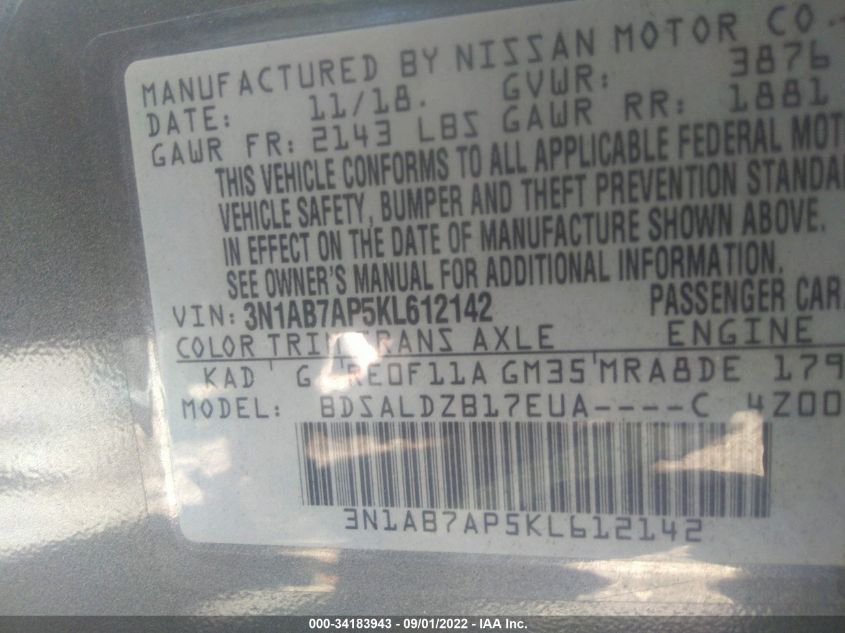 MANUFACTURED BY NISSAN MOTOR CO.
DATE: 11/18. GVWR: 3876
GAWR FR: 2143 LBS GAWR RR: 1881
THIS VEHICLE CONFORMS TO ALL APPLICABLE FEDERAL MOT
VEHICLE SAFETY, BUMPER AND THEFT PREVENTION STANDA
IN EFFECT ON THE DATE OF MANUFACTURE SHOWN ABOVE.
SEE OWNER'S MANUAL FOR ADDITIONAL INFORMATION.
VIN: 3N1AB7AP5KL612142 PASSENGER CAR
COLOR TRIM TRANS AXLE ENGINE
KAD G RE0F11A GM35 MRA8DE 179
MODEL: BDSALDZB17EUA----C 4Z00
3N1AB7AP5KL612142
000-34183943 - 09/01/2022 - IAA Inc.